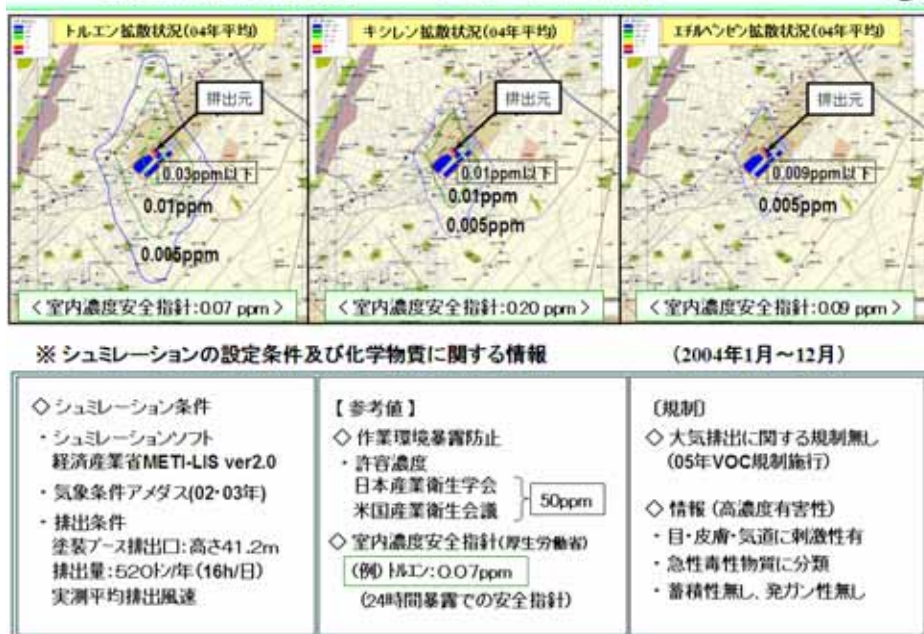 トルエン拡散状況(04年平均)
排出元
0.03ppm以下
0.01ppm
0.005ppm
<室内濃度安全指針:0.07 ppm>
キシレン拡散状況(04年平均)
排出元
0.01ppm以下
0.01ppm
0.005ppm
<室内濃度安全指針:0.20 ppm>
エチルベンゼン拡散状況(04年平均)
排出元
0.009ppm以下
0.005ppm
<室内濃度安全指針:0.09 ppm>
※ シュミレーションの設定条件及び化学物質に関する情報 (2004年1月~12月)
◇ シュミレーション条件
・シュミレーションソフト
経済産業省METI-LIS ver2.0
・気象条件アメダス(02・03年)
・排出条件
塗装ブース排出口:高さ41.2m
排出量:520トン/年(16h/日)
実測平均排出風速
【参考値】
◇ 作業環境暴露防止
・許容濃度
日本産業衛生学会
米国産業衛生会議
50ppm
◇ 室内濃度安全指針(厚生労働省)
(例)トルエン:0.07ppm
(24時間暴露での安全指針)
〔規制〕
◇ 大気排出に関する規制無し
(05年VOC規制施行)
◇ 情報(高濃度有害性)
・目・皮膚・気道に刺激性有
・急性毒性物質に分類
・蓄積性無し、発ガン性無し